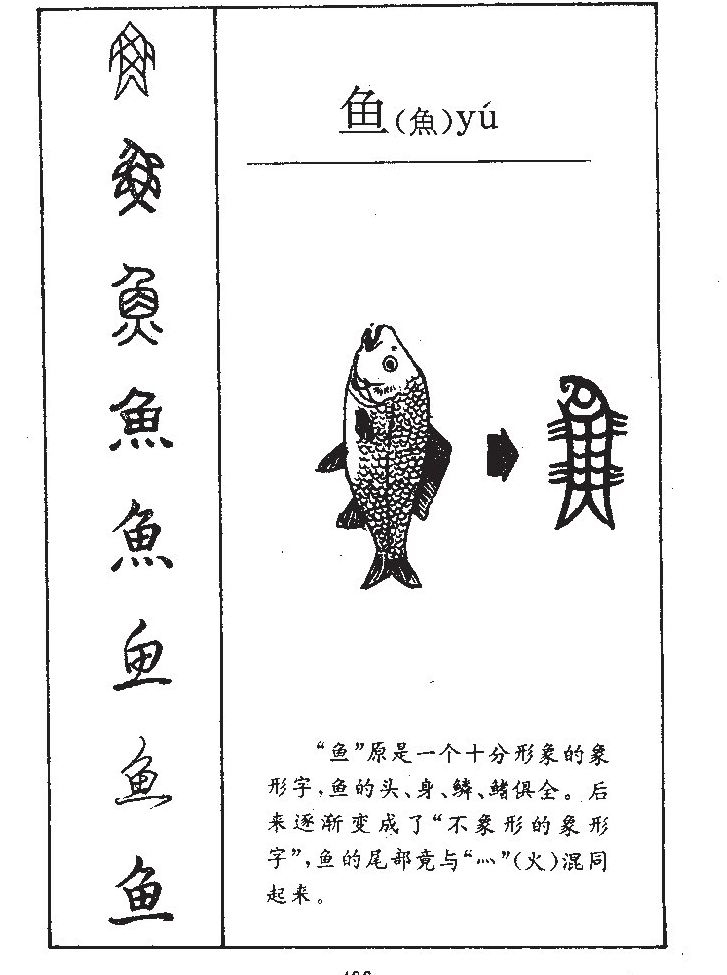 鱼(魚)yú
魚
魚
魚
魚
魚
鱼
鱼
鱼
“鱼”原是一个十分形象的象
形字,鱼的头、身、鳞、鳍俱全。后
来逐渐变成了“不象形的象形
字”,鱼的尾部竟与“灬”(火)混同
起来。